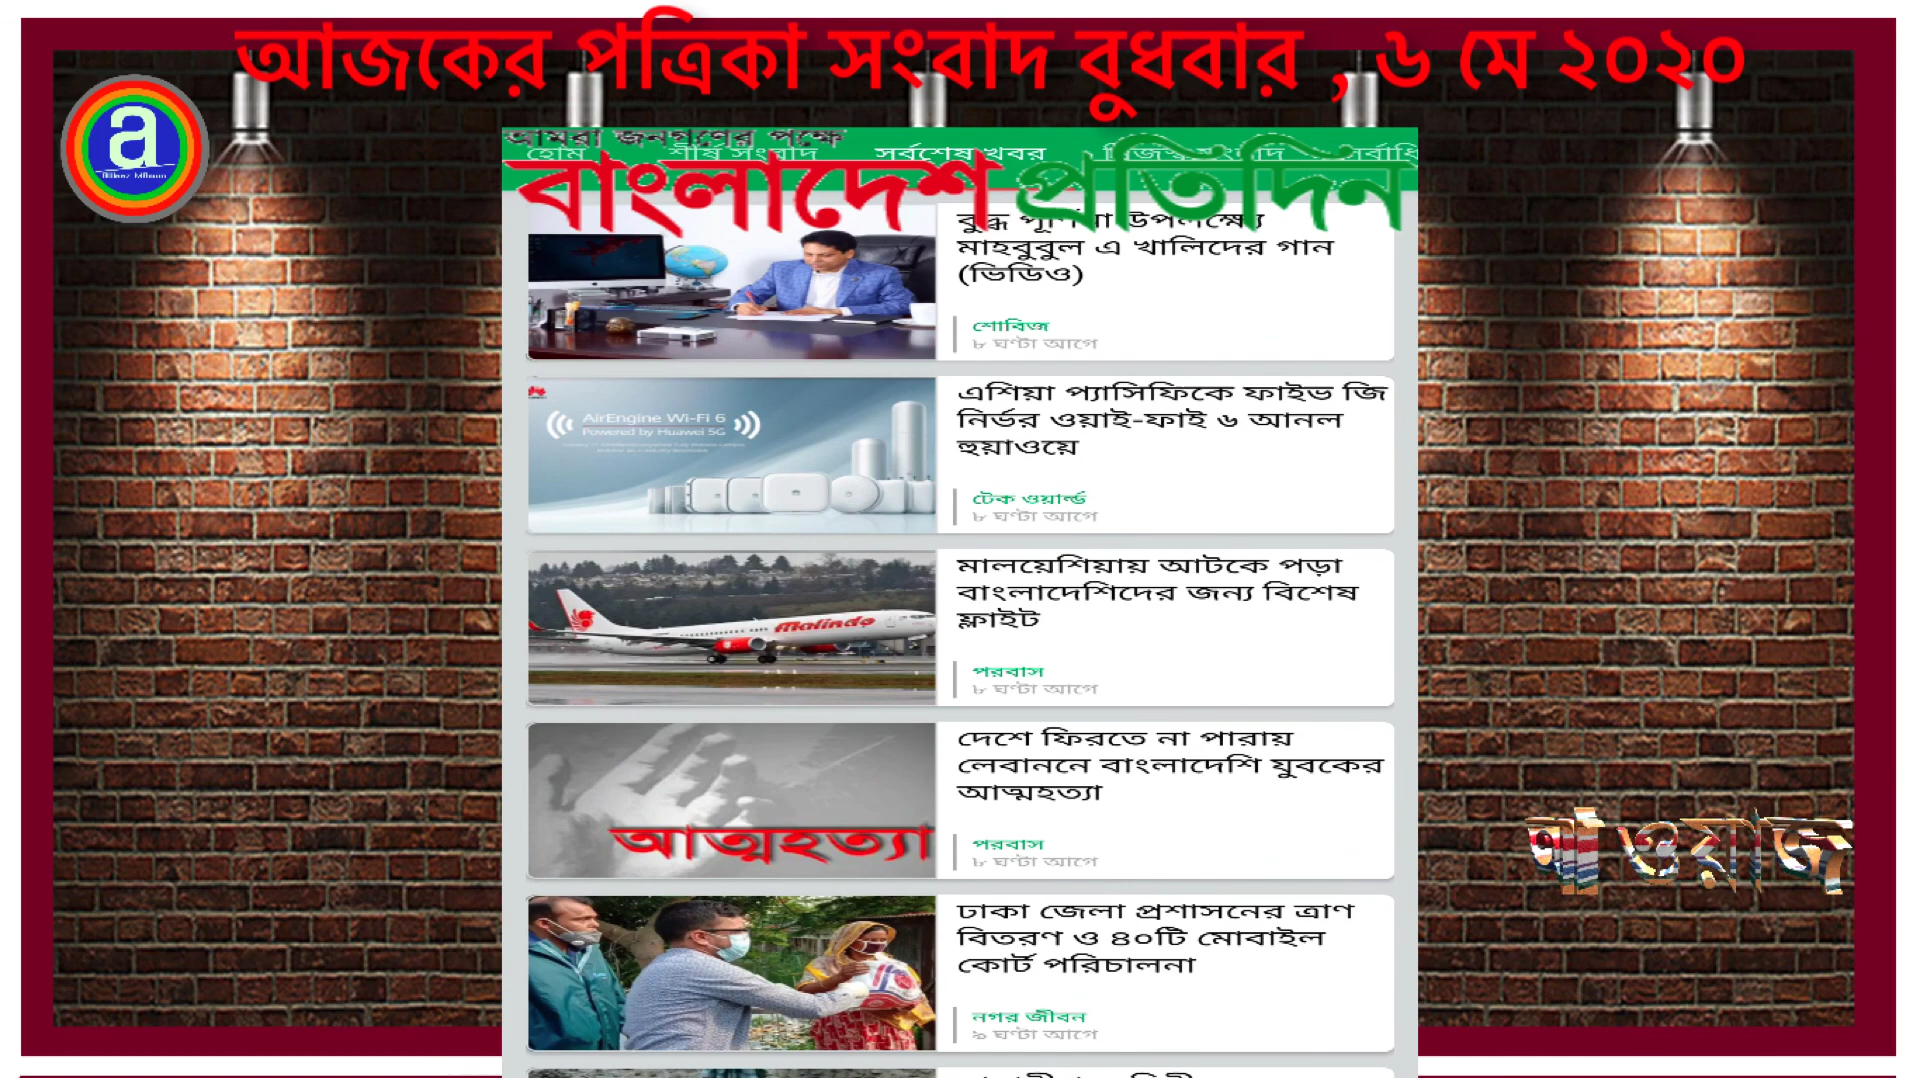 আজকের পত্রিকা সংবাদ বুধবার , ৬ মে ২০২০
a
আমরা জনগণের পক্ষে
হোম শীর্ষ সংবাদ সর্বশেষ খবর
বাংলাদেশ প্রতিদিন
বুদ্ধ পূর্ণিমা উপলক্ষ্যে
মাহবুবুল এ খালিদের গান
(ভিডিও)
শোবিজ
৮ ঘণ্টা আগে
AirEngine Wi-Fi 6
Powered by Huawei 5G
এশিয়া প্যাসিফিকে ফাইভ জি
নির্ভর ওয়াই-ফাই ৬ আনল
হুয়াওয়ে
টেক ওয়ার্ল্ড
৮ ঘণ্টা আগে
Malindo
মালয়েশিয়ায় আটকে পড়া
বাংলাদেশিদের জন্য বিশেষ
ফ্লাইট
পরবাস
৮ ঘণ্টা আগে
আত্মহত্যা
দেশে ফিরতে না পারায়
লেবাননে বাংলাদেশি যুবকের
আত্মহত্যা
পরবাস
৮ ঘণ্টা আগে
ঢাকা জেলা প্রশাসনের ত্রাণ
বিতরণ ও ৪০টি মোবাইল
কোর্ট পরিচালনা
নগর জীবন
৯ ঘণ্টা আগে